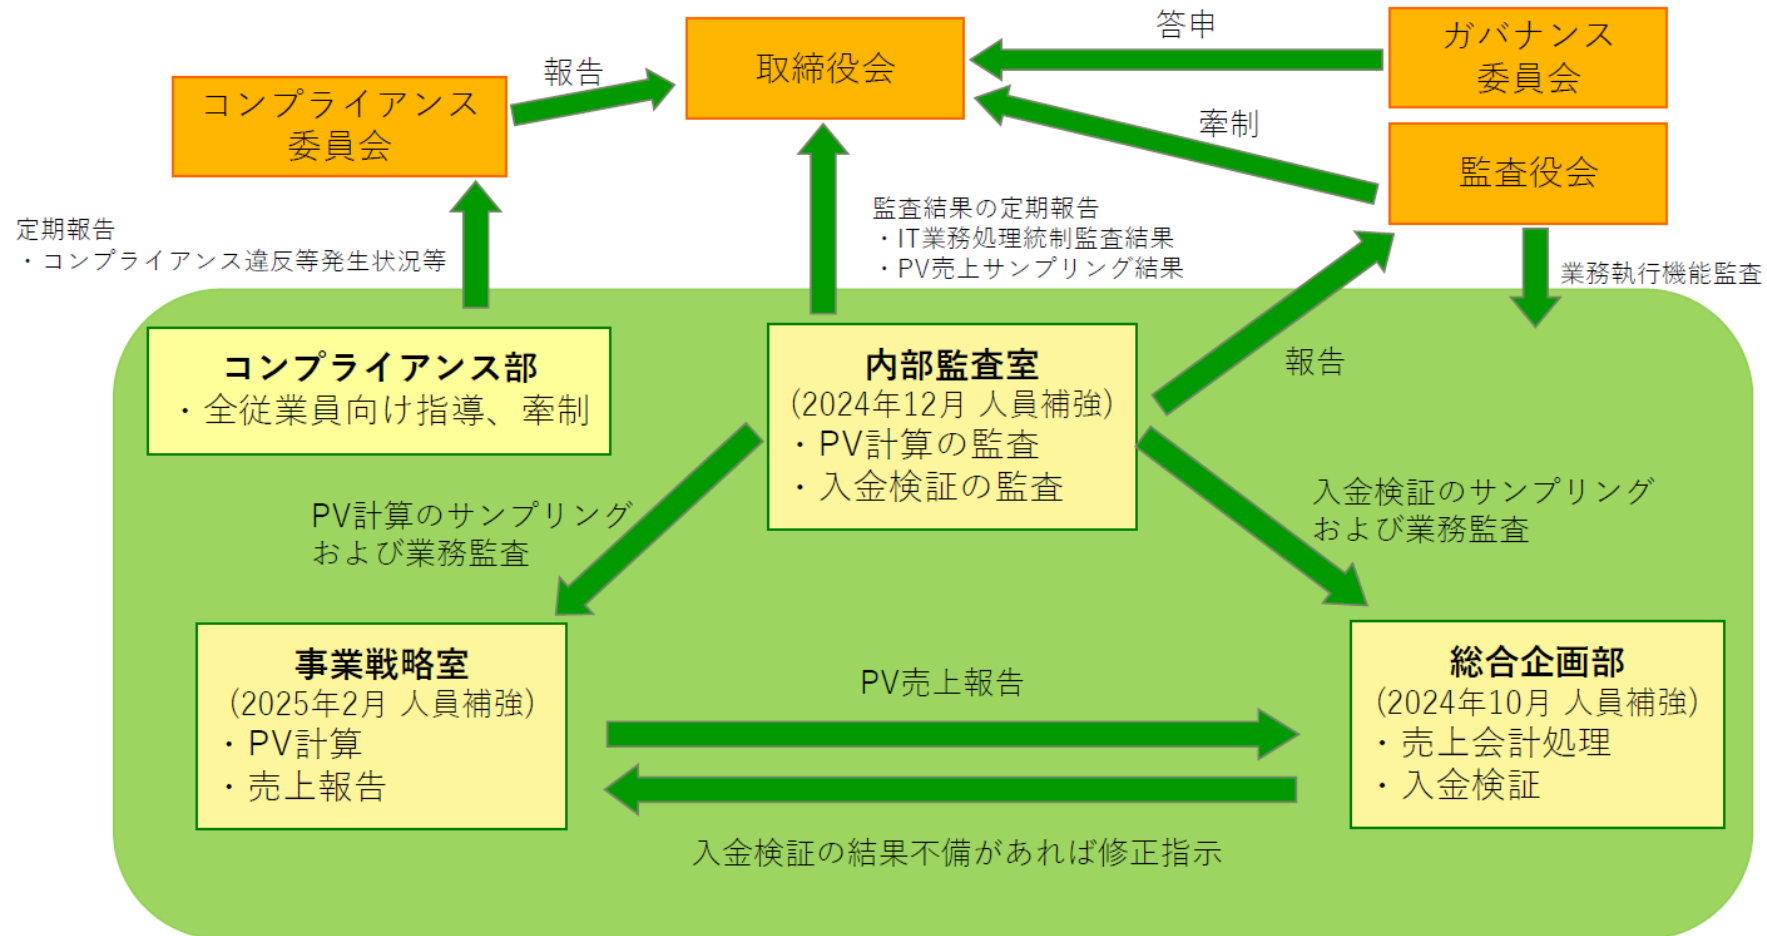 答申
ガバナンス
委員会
取締役会
報告
コンプライアンス
委員会
牽制
監査役会
定期報告
・コンプライアンス違反等発生状況等
監査結果の定期報告
・IT業務処理統制監査結果
・PV売上サンプリング結果
業務執行機能監査
コンプライアンス部
・全従業員向け指導、牽制
内部監査室
(2024年12月 人員補強)
・PV計算の監査
・入金検証の監査
報告
PV計算のサンプリング
および業務監査
入金検証のサンプリング
および業務監査
事業戦略室
(2025年2月 人員補強)
・PV計算
・売上報告
PV売上報告
総合企画部
(2024年10月 人員補強)
・売上会計処理
・入金検証
入金検証の結果不備があれば修正指示